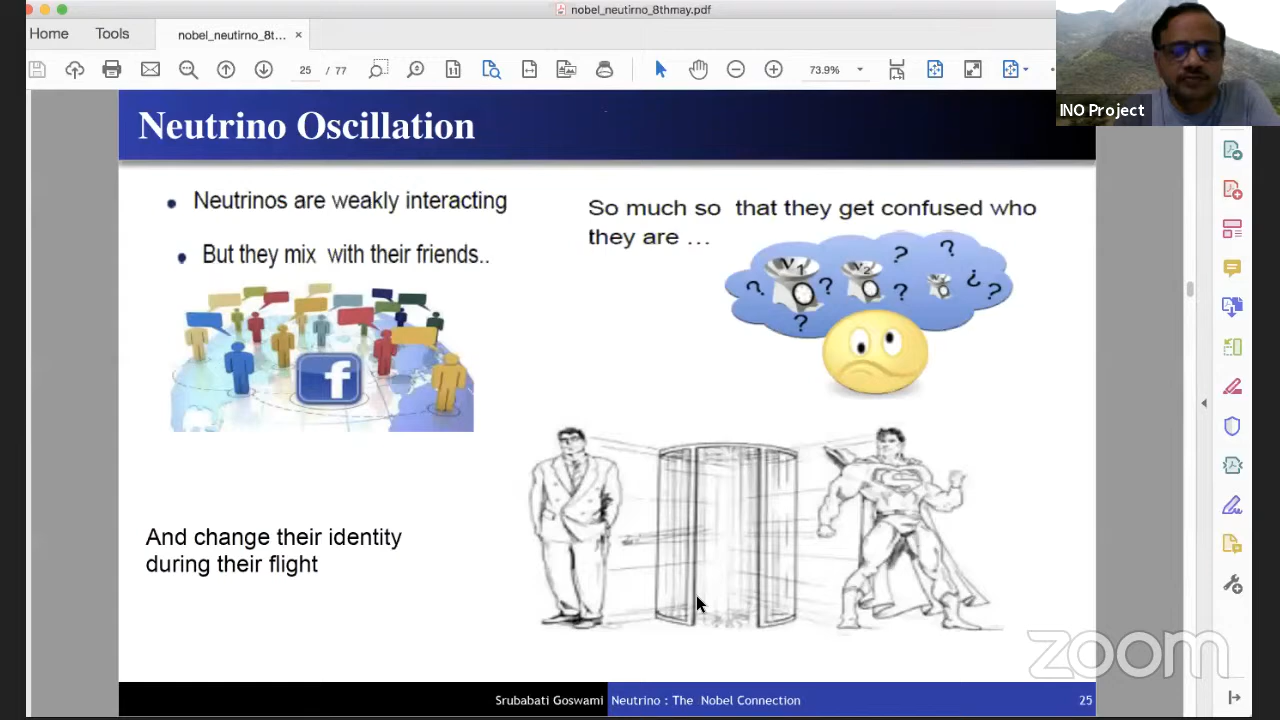 nobel_neutirno_8thmay.pdf
Home Tools nobel_neutirno_8t... ×
25 / 77 73.9%
INO Project
Neutrino Oscillation
• Neutrinos are weakly interacting
• But they mix with their friends..
So much so that they get confused who
they are ...
? ν1 ? ν2 ? ? ? ¿ ? ?
f
And change their identity
during their flight
S
zoom
Srubabati Goswami Neutrino : The Nobel Connection 25